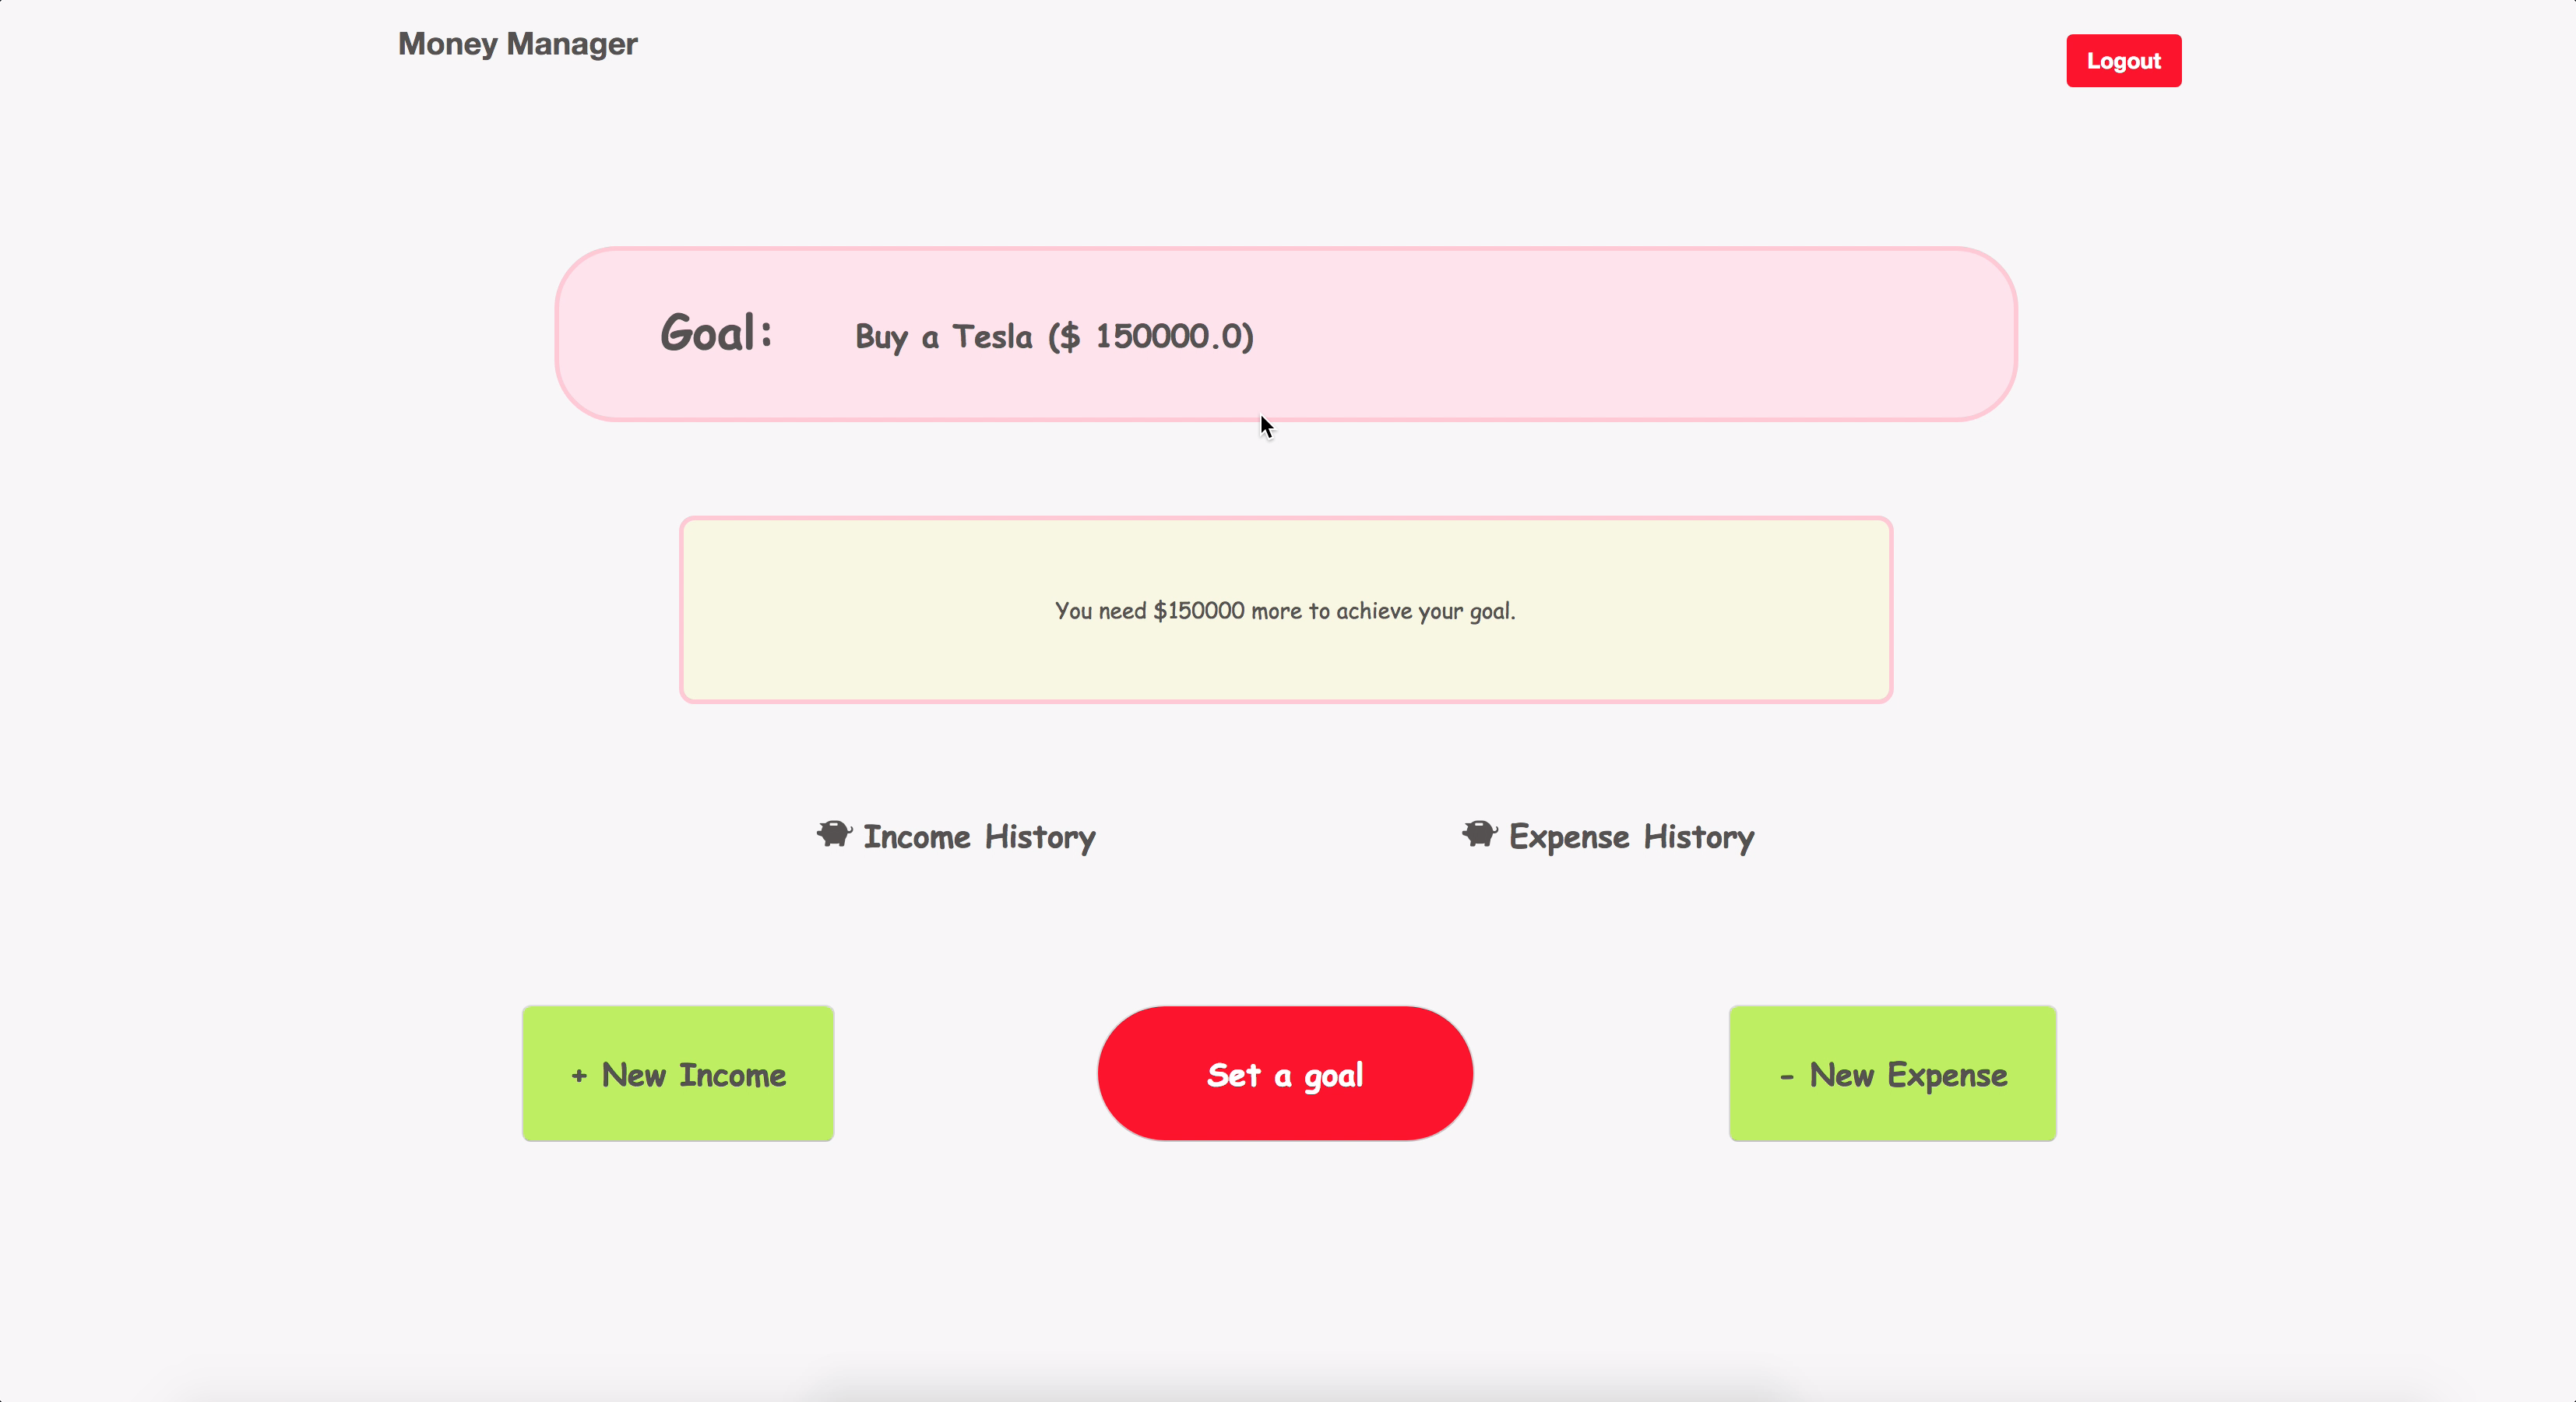 Money Manager
Logout
Goal: Buy a Tesla ($ 150000.0)
You need $150000 more to achieve your goal.
Income History
Expense History
+ New Income
Set a goal
- New Expense